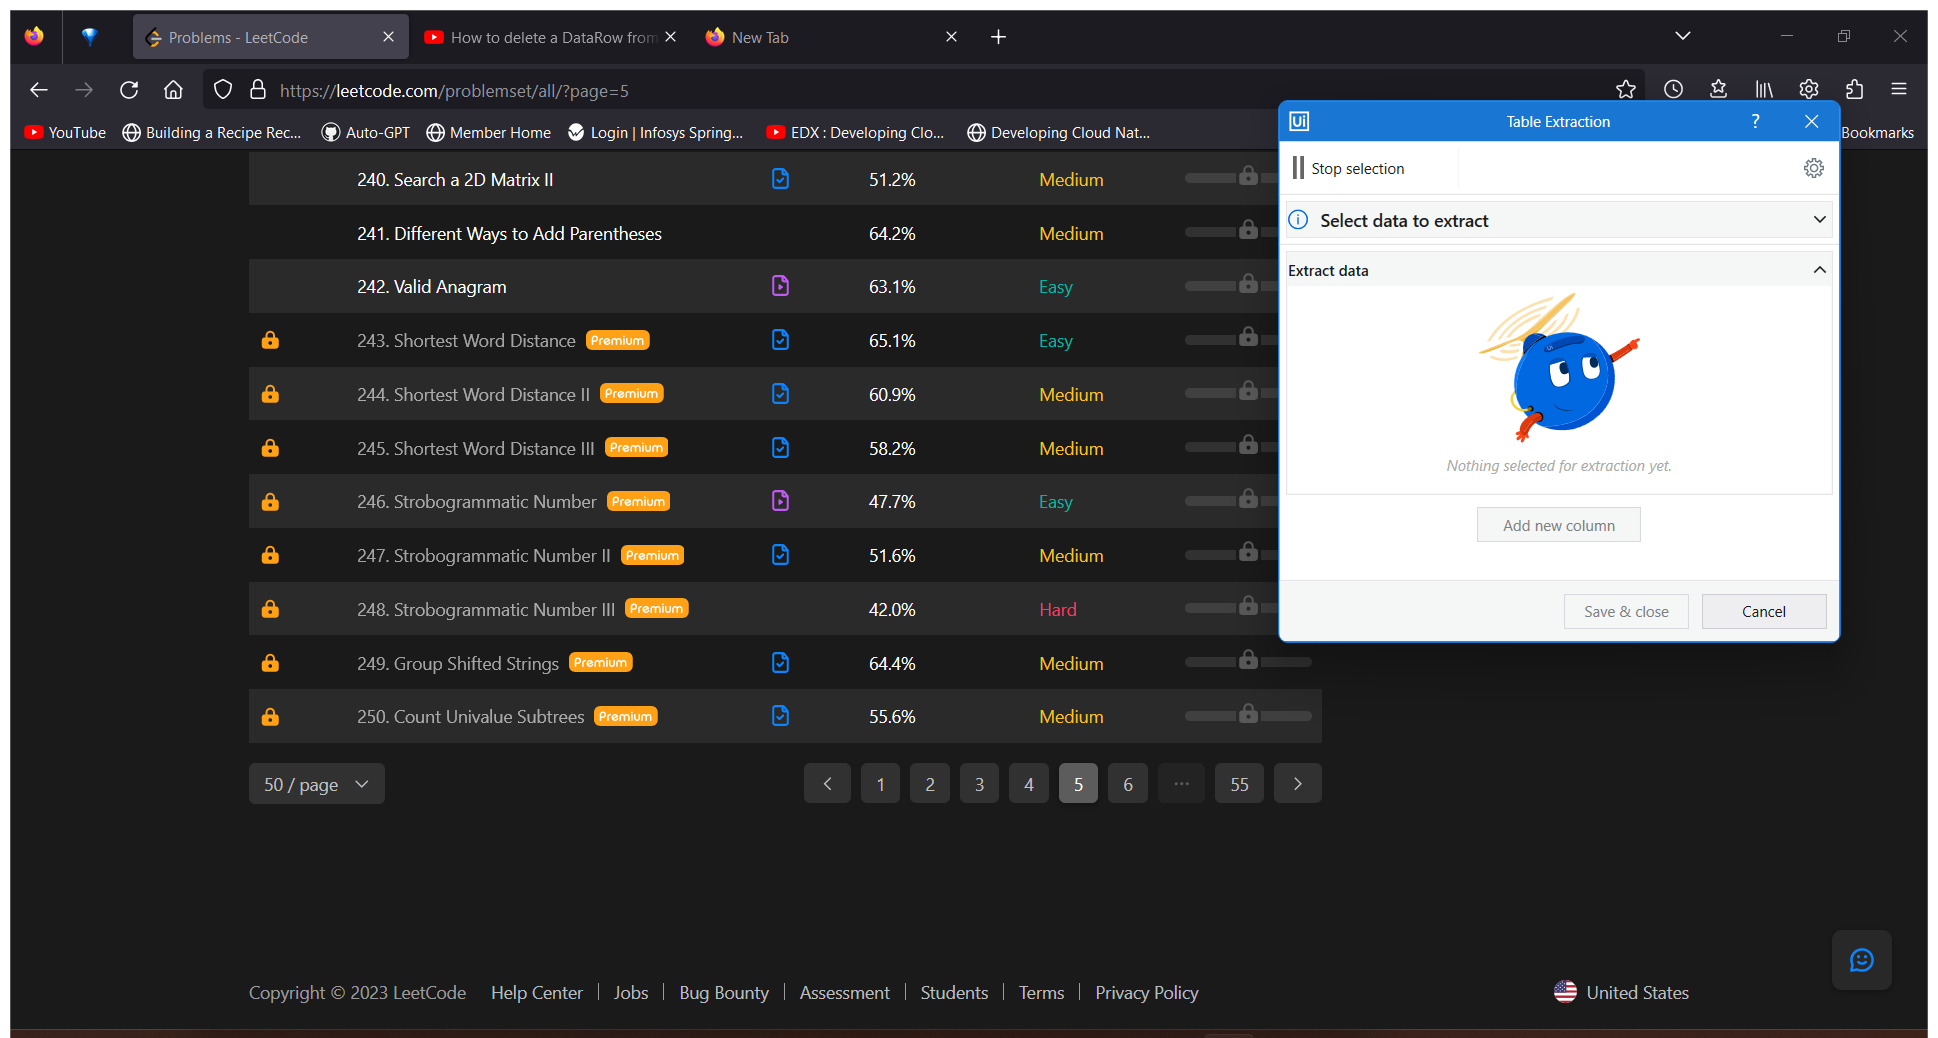 Problems - LeetCode
How to delete a DataRow from
New Tab
https://leetcode.com/problemset/all/?page=5
YouTube
Building a Recipe Rec...
Auto-GPT
Member Home
Login | Infosys Spring...
EDX : Developing Clo...
Developing Cloud Nat...
Bookmarks
240. Search a 2D Matrix II 51.2% Medium
241. Different Ways to Add Parentheses 64.2% Medium
242. Valid Anagram 63.1% Easy
243. Shortest Word Distance Premium 65.1% Easy
244. Shortest Word Distance II Premium 60.9% Medium
245. Shortest Word Distance III Premium 58.2% Medium
246. Strobogrammatic Number Premium 47.7% Easy
247. Strobogrammatic Number II Premium 51.6% Medium
248. Strobogrammatic Number III Premium 42.0% Hard
249. Group Shifted Strings Premium 64.4% Medium
250. Count Univalue Subtrees Premium 55.6% Medium
50 / page
1 2 3 4 5 6 ... 55
Ui Table Extraction ?
Stop selection
Select data to extract
Extract data
Nothing selected for extraction yet.
Add new column
Save & close Cancel
Copyright © 2023 LeetCode Help Center | Jobs | Bug Bounty | Assessment | Students | Terms | Privacy Policy
United States